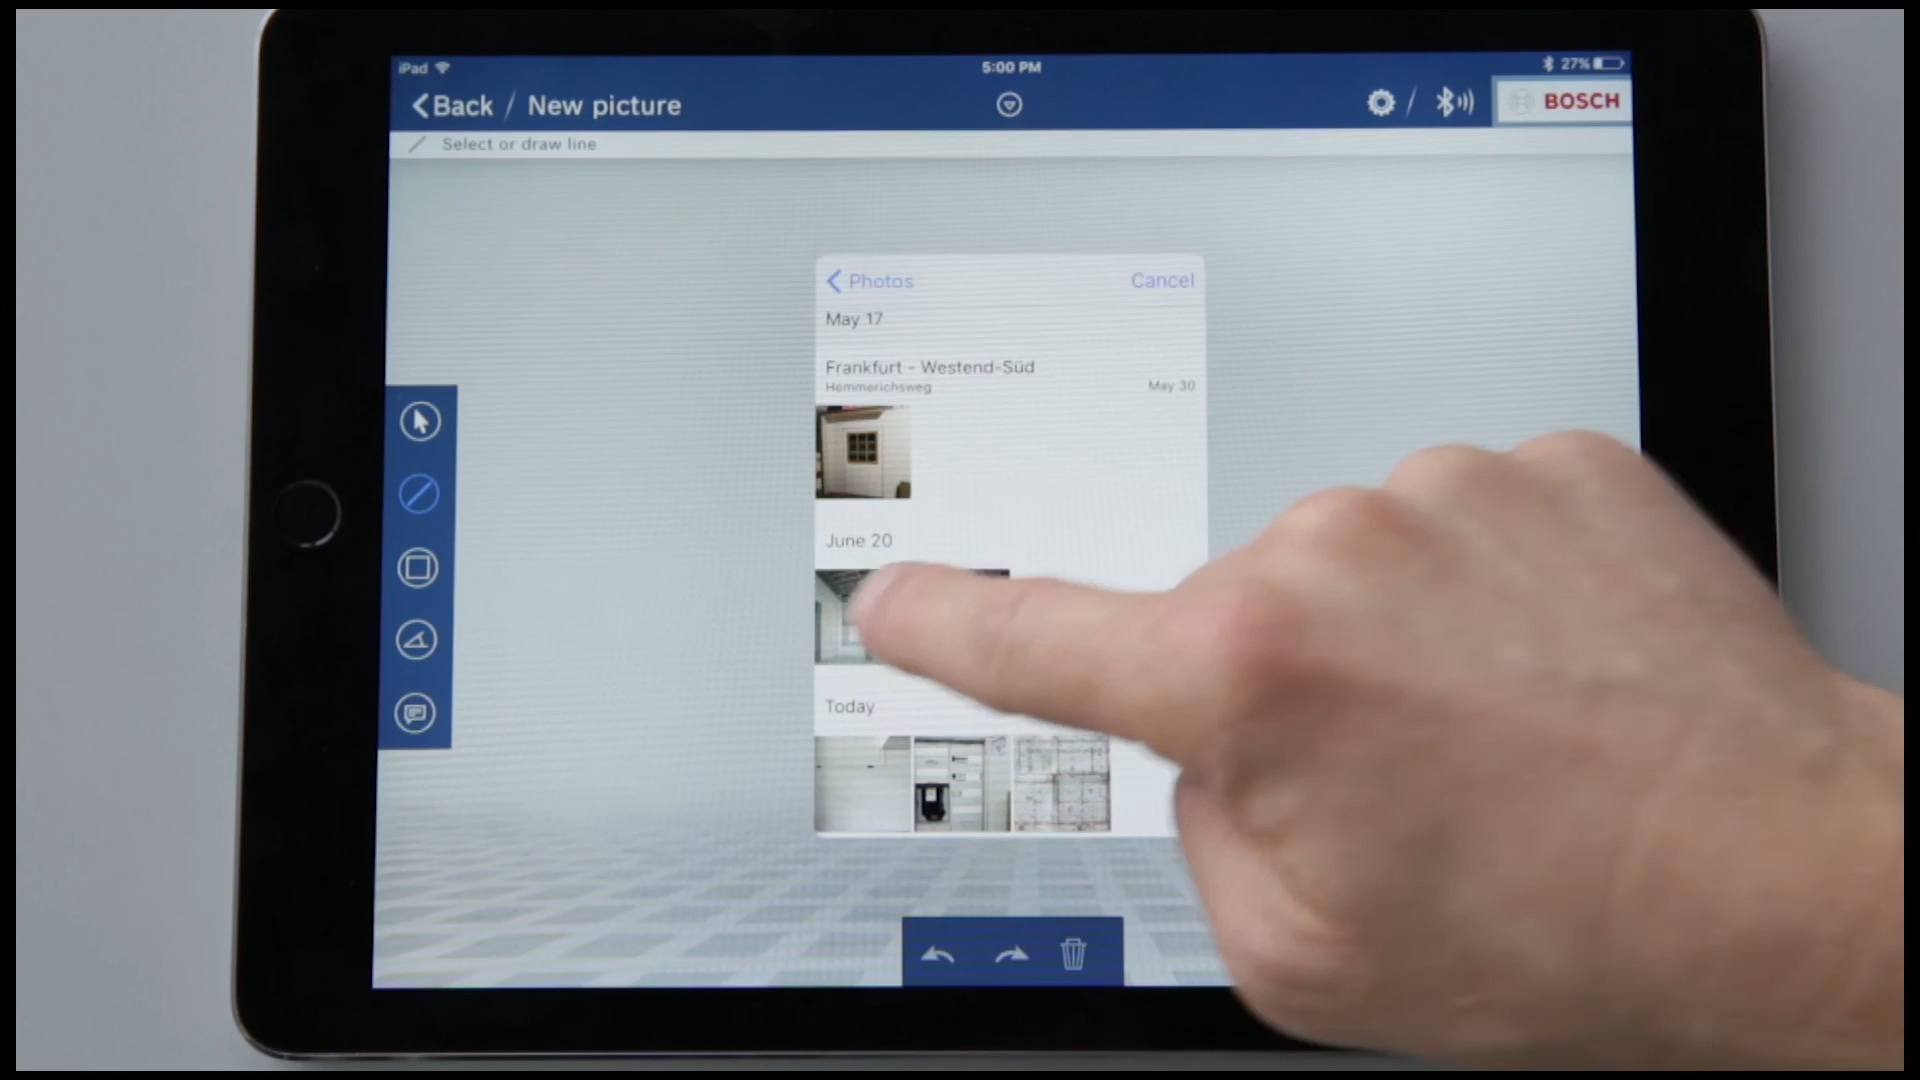 iPad
5:00 PM
27%
Back / New picture
BOSCH
Select or draw line
Photos
Cancel
May 17
Frankfurt - Westend-Süd
Hemmerichsweg
May 30
June 20
Today